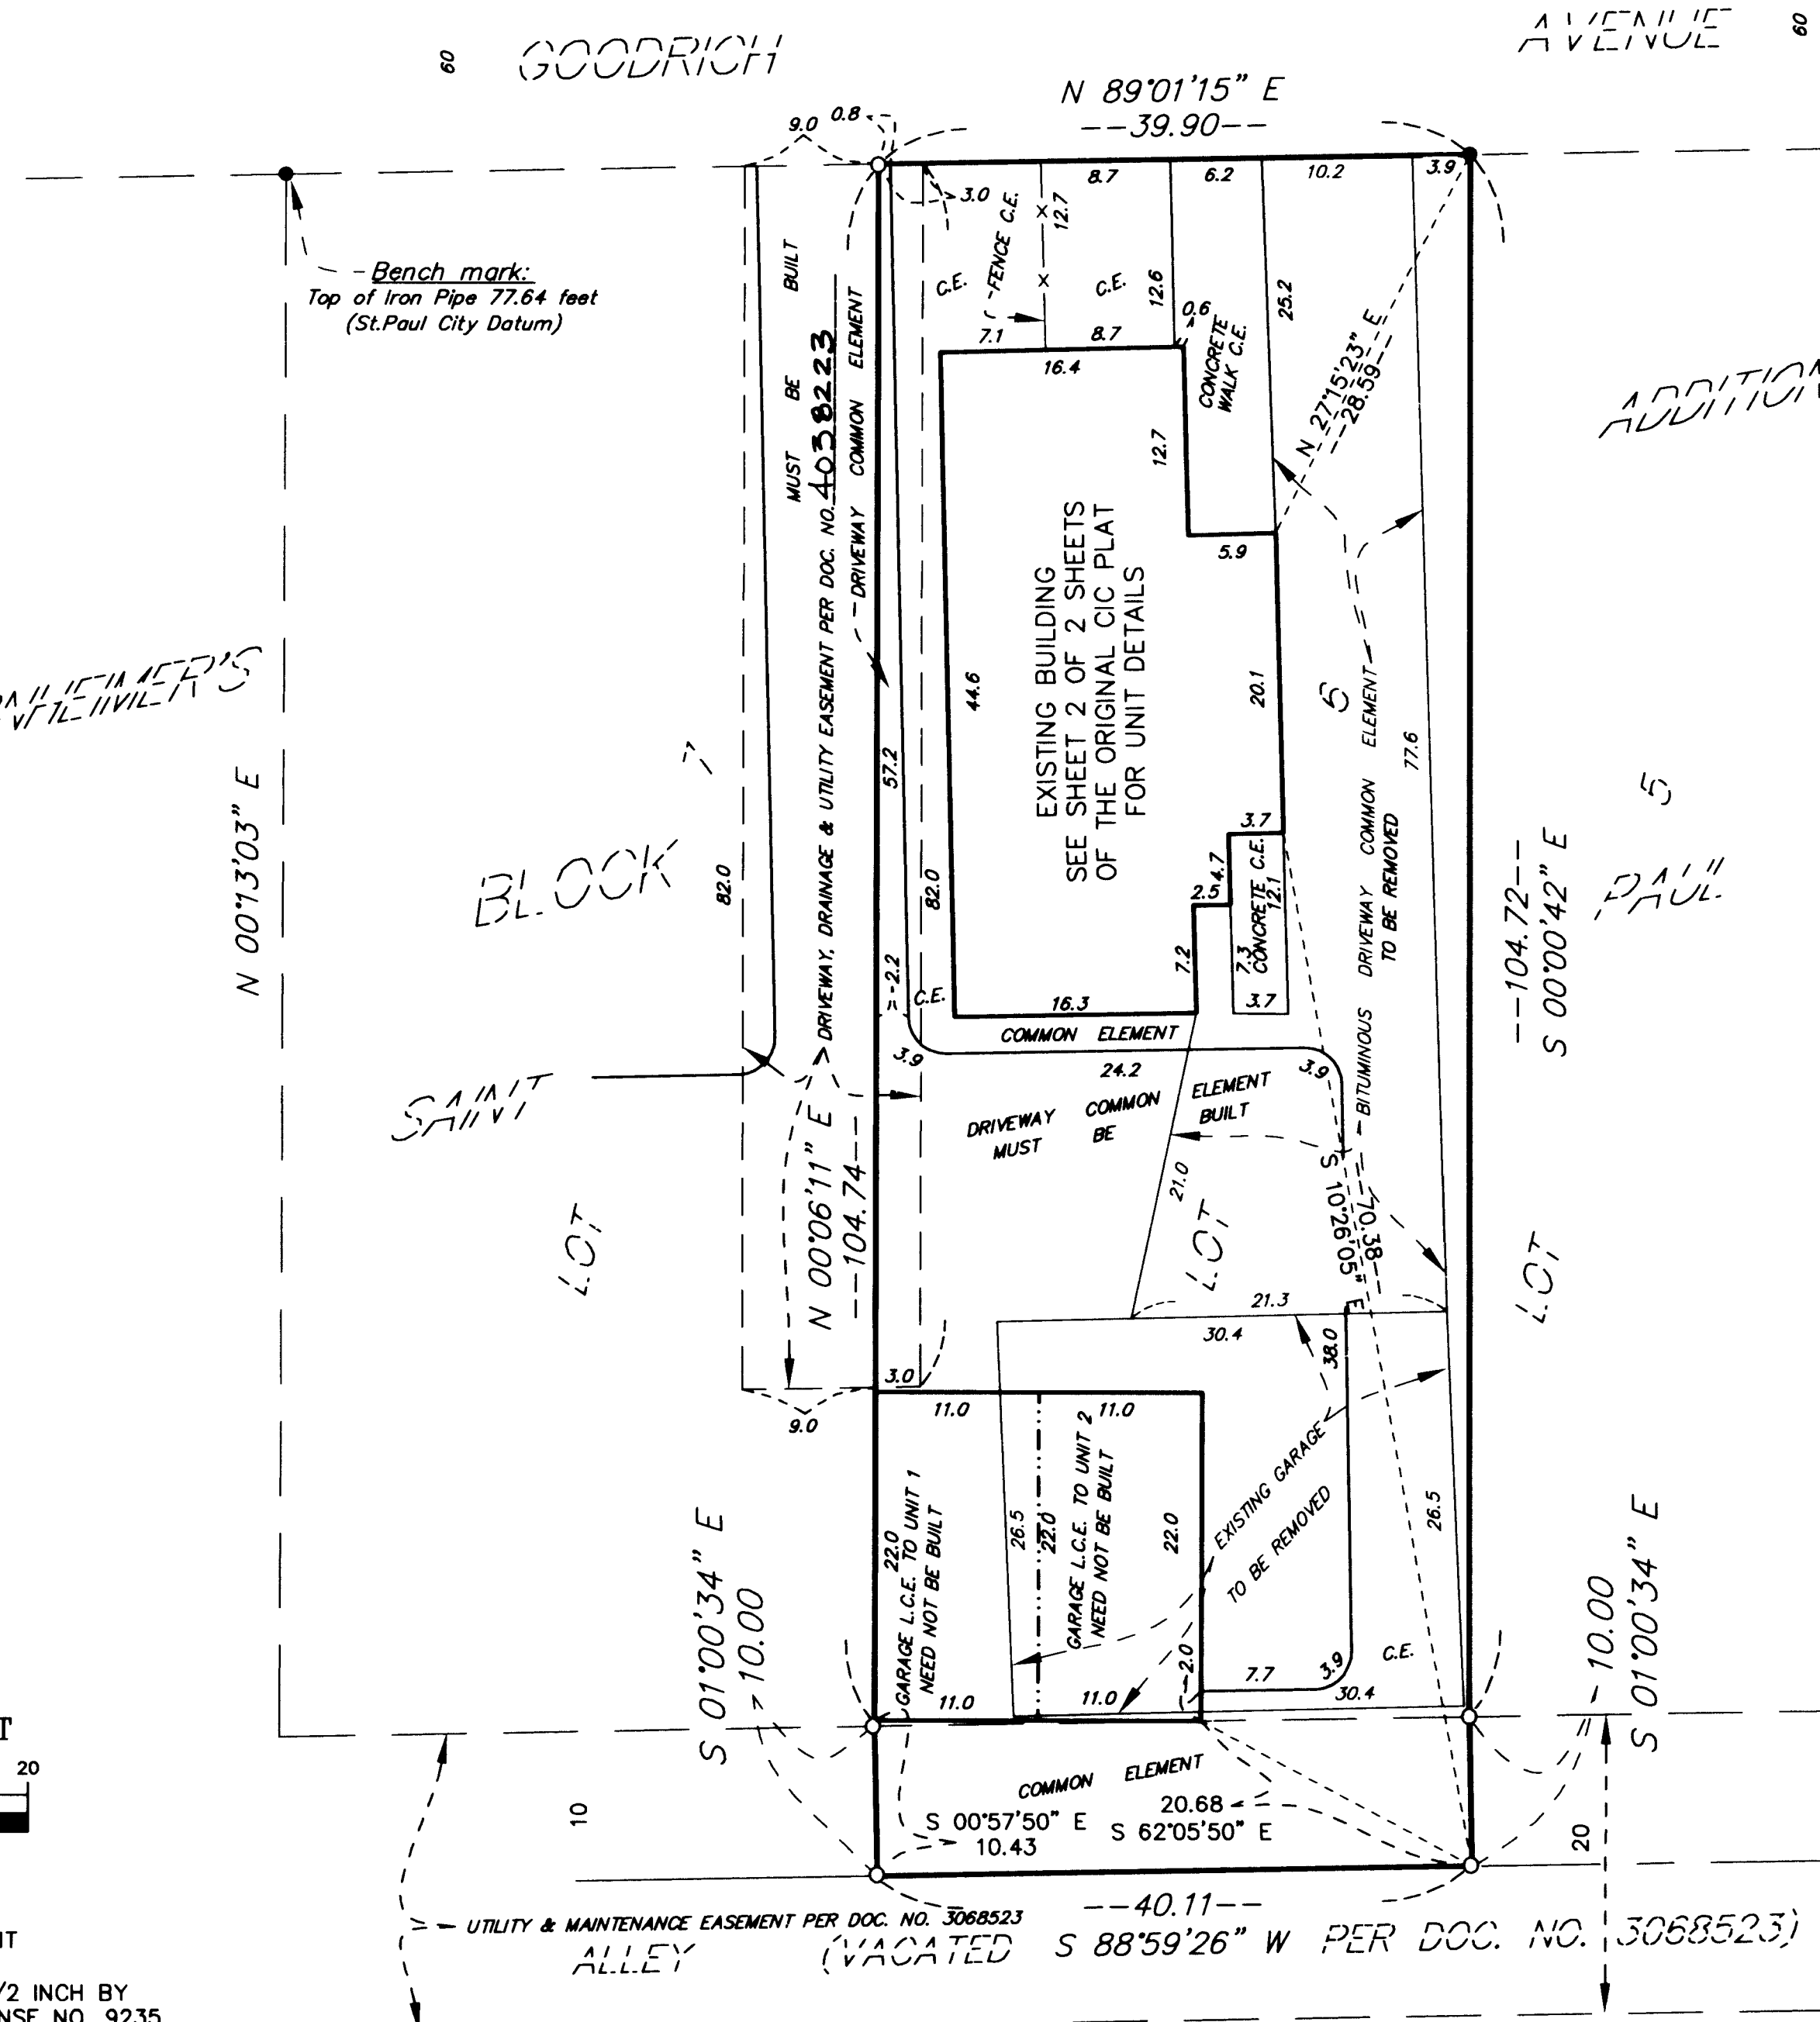 60
GOODRICH
AVENUE
60
N 89°01'15" E
--39.90--
9.0
0.8
3.0
8.7
6.2
10.2
3.9
Bench mark:
Top of Iron Pipe 77.64 feet
(St.Paul City Datum)
MUST BE BUILT
DRIVEWAY, DRAINAGE & UTILITY EASEMENT PER DOC. NO. 4038223
DRIVEWAY COMMON ELEMENT
C.E.
FENCE C.E.
X
X
12.7
C.E.
12.6
0.6
25.2
7.1
8.7
16.4
CONCRETE
WALK C.E.
N 27°15'23" E
--28.59--
ADDITION
12.7
5.9
EXISTING BUILDING
SEE SHEET 2 OF 2 SHEETS
OF THE ORIGINAL CIC PLAT
FOR UNIT DETAILS
44.6
20.1
6
BITUMINOUS DRIVEWAY COMMON ELEMENT
TO BE REMOVED
77.6
N 00°13'03" E
BLOCK
7
82.0
57.2
82.0
3.7
4.7
2.5
CONCRETE C.E.
12.1
7.2
7.3
3.7
5
PAUL
--104.72--
S 00°00'42" E
2.2
C.E.
16.3
COMMON ELEMENT
3.9
24.2
3.9
SAINT
DRIVEWAY COMMON ELEMENT
MUST BE BUILT
N 00°06'11" E
--104.74--
21.0
S 10°26'05" E
--70.38--
LOT
LOT
LOT
21.3
30.4
38.0
3.0
9.0
11.0
11.0
22.0
GARAGE L.C.E. TO UNIT 1
NEED NOT BE BUILT
26.5
22.0
GARAGE L.C.E. TO UNIT 2
NEED NOT BE BUILT
22.0
EXISTING GARAGE
TO BE REMOVED
26.5
S 01°00'34" E
10.00
10.00
S 01°00'34" E
11.0
11.0
2.0
7.7
3.9
C.E.
30.4
20
10
COMMON ELEMENT
S 00°57'50" E
10.43
20.68
S 62°05'50" E
20
--40.11--
UTILITY & MAINTENANCE EASEMENT PER DOC. NO. 3068523
ALLEY (VACATED S 88°59'26" W PER DOC. NO. 3068523)
/2 INCH BY
NSE NO. 9235